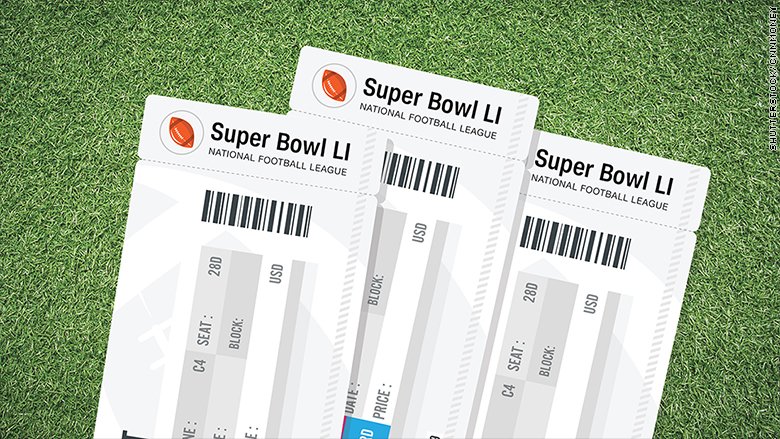 Super Bowl LI
NATIONAL FOOTBALL LEAGUE
SEAT: 28D
BLOCK:
USD
C4
Super Bowl LI
NATIONAL FOOTBALL LEAGUE
BLOCK:
USD
DATE:
PRICE:
Super Bowl LI
NATIONAL FOOTBALL LEAGUE
SEAT: 28D
BLOCK:
USD
C4
SHUTTERSTOCK/CNNMONEY